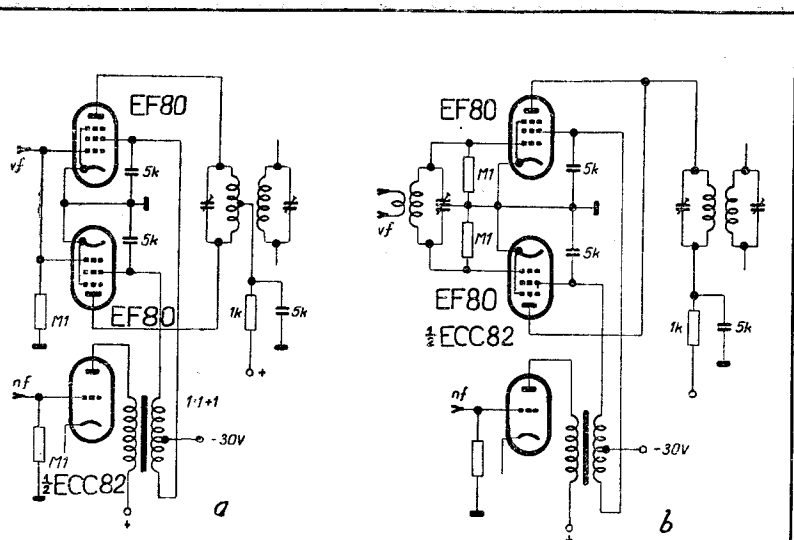 EF80
vf
5k
5k
M1
EF80
1k
5k
+
nf
1:1+1
-30V
M1
½ECC82
+
a
EF80
M1
5k
vf
M1
5k
EF80
½ECC82
1k
5k
nf
-30V
+
b